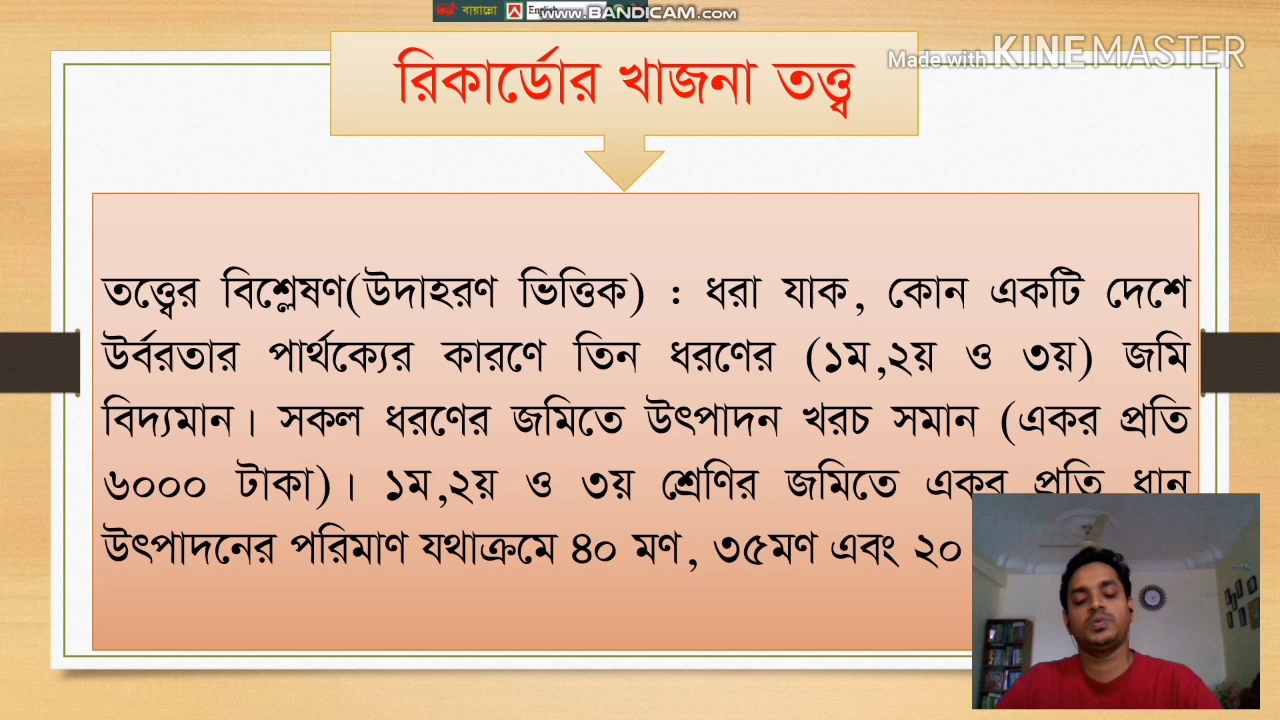 বায়ান্নো
English
www.BANDICAM.com
Made with KINEMASTER
রিকার্ডোর খাজনা তত্ত্ব
তত্ত্বের বিশ্লেষণ(উদাহরণ ভিত্তিক) : ধরা যাক, কোন একটি দেশে
উর্বরতার পার্থক্যের কারণে তিন ধরণের (১ম,২য় ও ৩য়) জমি
বিদ্যমান। সকল ধরণের জমিতে উৎপাদন খরচ সমান (একর প্রতি
৬০০০ টাকা)। ১ম,২য় ও ৩য় শ্রেণির জমিতে একর প্রতি ধান
উৎপাদনের পরিমাণ যথাক্রমে ৪০ মণ, ৩৫মণ এবং ২০